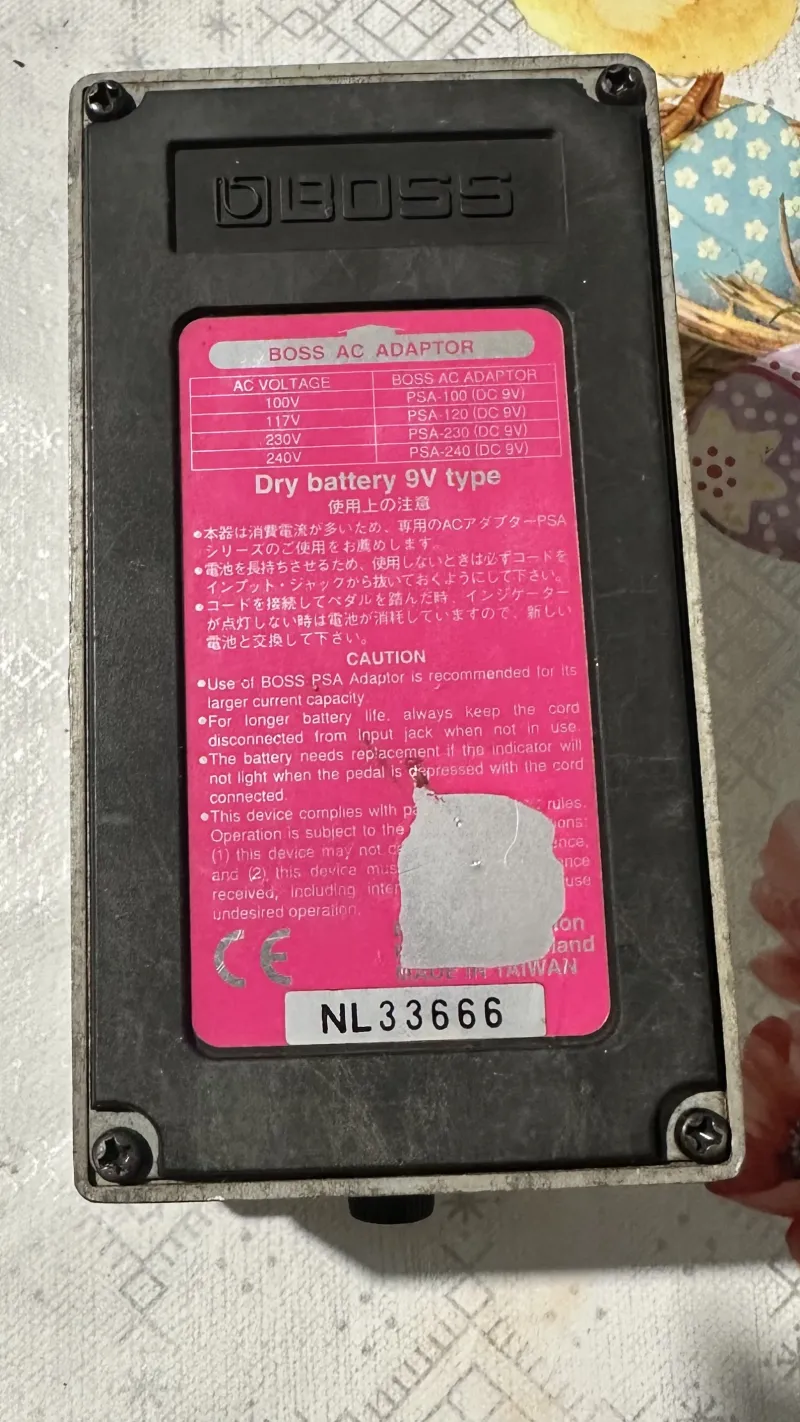 BOSS
BOSS AC ADAPTOR
AC VOLTAGE BOSS AC ADAPTOR
100V PSA-100 (DC 9V)
117V PSA-120 (DC 9V)
230V PSA-230 (DC 9V)
240V PSA-240 (DC 9V)
Dry battery 9V type
使用上の注意
●本器は消費電流が多いため、専用のACアダプターPSA
シリーズのご使用をお薦めします。
●電池を長持ちさせるため、使用しないときは必ずコードを
インプット・ジャックから抜いておくようにして下さい。
●コードを接続してペダルを踏んだ時、インジケーター
が点灯しない時は電池が消耗していますので、新しい
電池と交換して下さい。
CAUTION
●Use of BOSS PSA Adaptor is recommended for its
larger current capacity.
●For longer battery life, always keep the cord
disconnected from input jack when not in use.
●The battery needs replacement if the indicator will
not light when the pedal is depressed with the cord
connected.
●This device complies with rules.
Operation is subject to the
(1) this device may not
and (2) this device
received, including use
undesired operation.
CE
MADE IN TAIWAN
NL33666